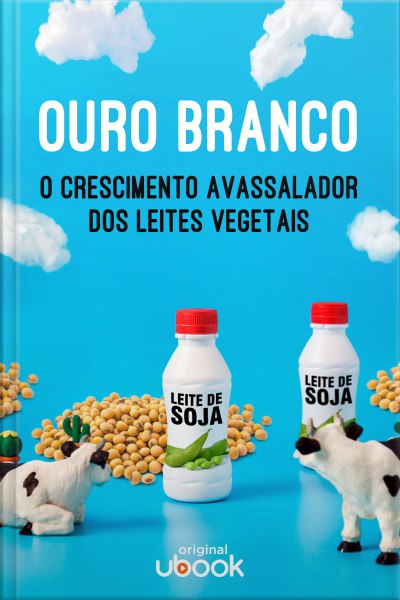 OURO BRANCO
O CRESCIMENTO AVASSALADOR
DOS LEITES VEGETAIS
LEITE DE
SOJA
LEITE DE
SOJA
original
ubook